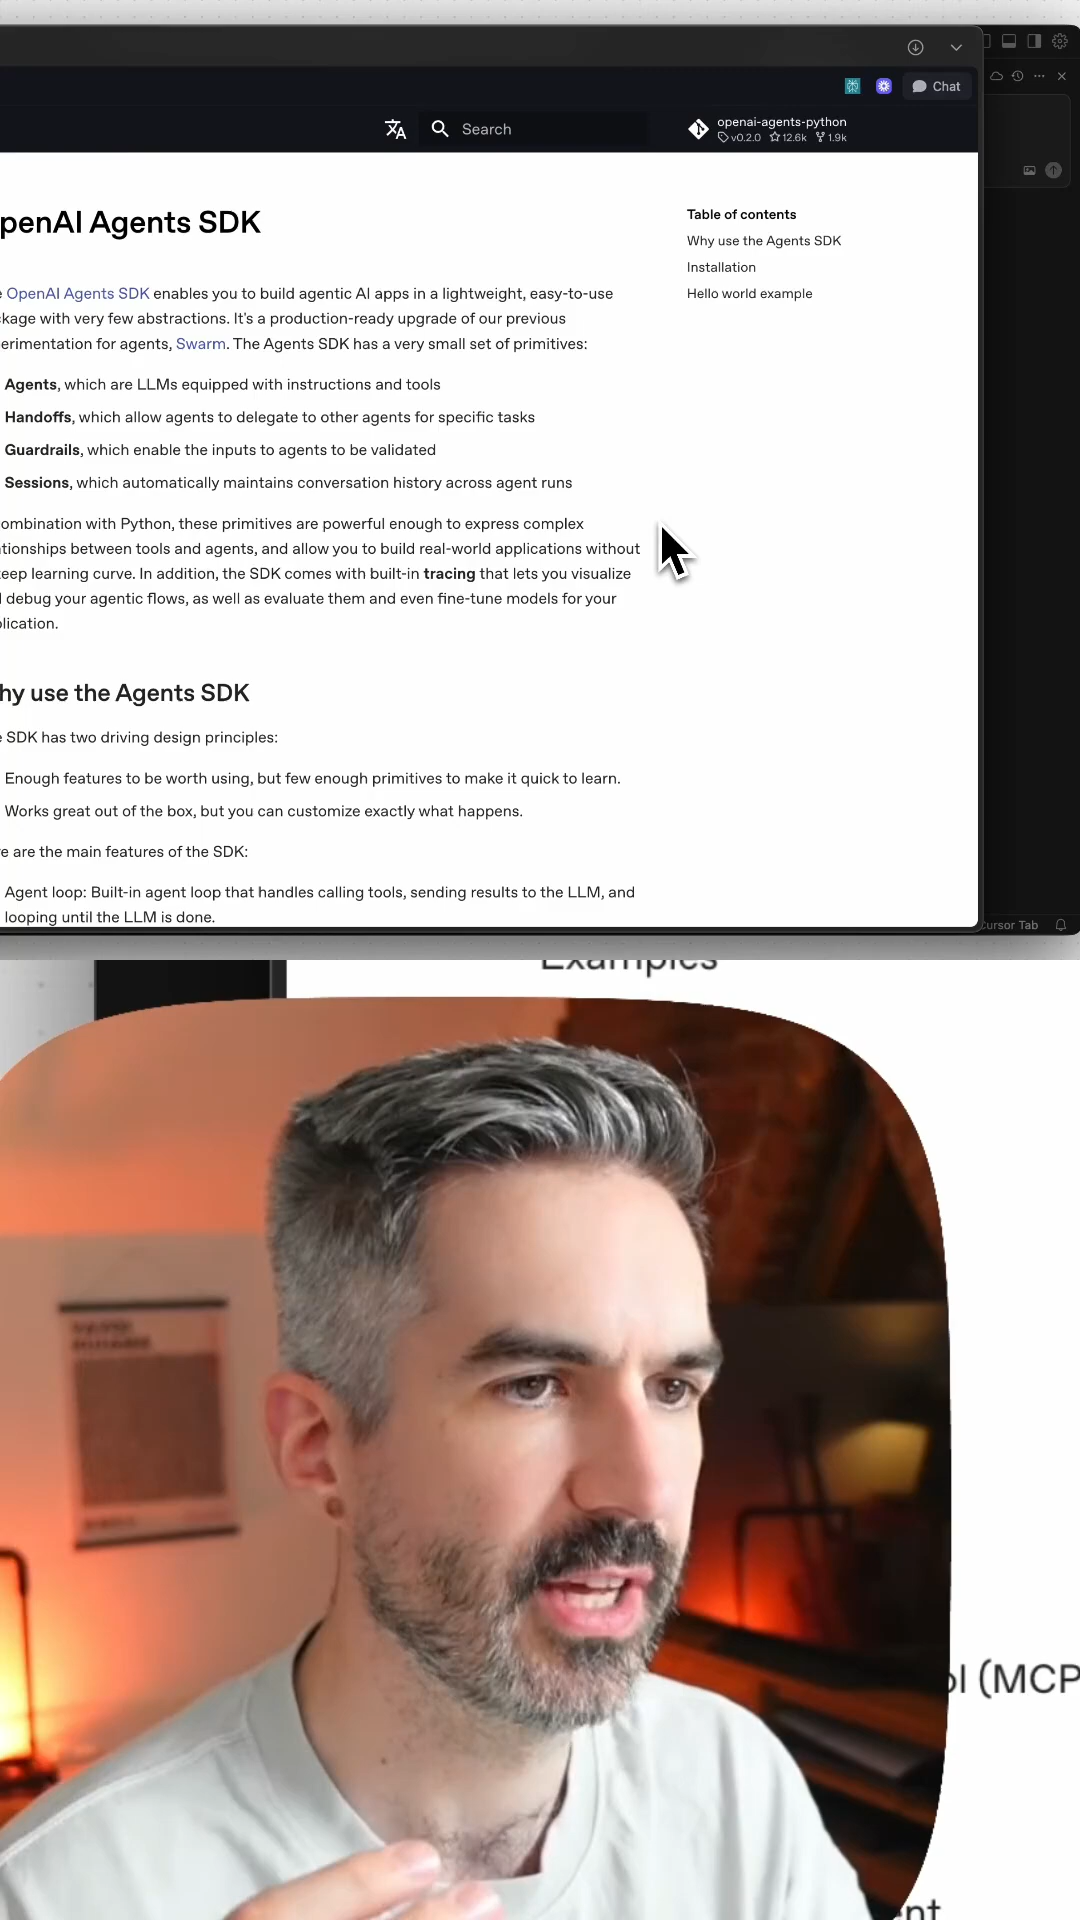 Chat
Search
openai-agents-python
v0.2.0 12.6k 1.9k
penAI Agents SDK
Table of contents
Why use the Agents SDK
Installation
Hello world example
e OpenAI Agents SDK enables you to build agentic AI apps in a lightweight, easy-to-use
ckage with very few abstractions. It's a production-ready upgrade of our previous
erimentation for agents, Swarm. The Agents SDK has a very small set of primitives:
Agents, which are LLMs equipped with instructions and tools
Handoffs, which allow agents to delegate to other agents for specific tasks
Guardrails, which enable the inputs to agents to be validated
Sessions, which automatically maintains conversation history across agent runs
ombination with Python, these primitives are powerful enough to express complex
ationships between tools and agents, and allow you to build real-world applications without
teep learning curve. In addition, the SDK comes with built-in tracing that lets you visualize
d debug your agentic flows, as well as evaluate them and even fine-tune models for your
plication.
hy use the Agents SDK
e SDK has two driving design principles:
Enough features to be worth using, but few enough primitives to make it quick to learn.
Works great out of the box, but you can customize exactly what happens.
re are the main features of the SDK:
Agent loop: Built-in agent loop that handles calling tools, sending results to the LLM, and
looping until the LLM is done.
Cursor Tab
Examples
ol (MCP
ent